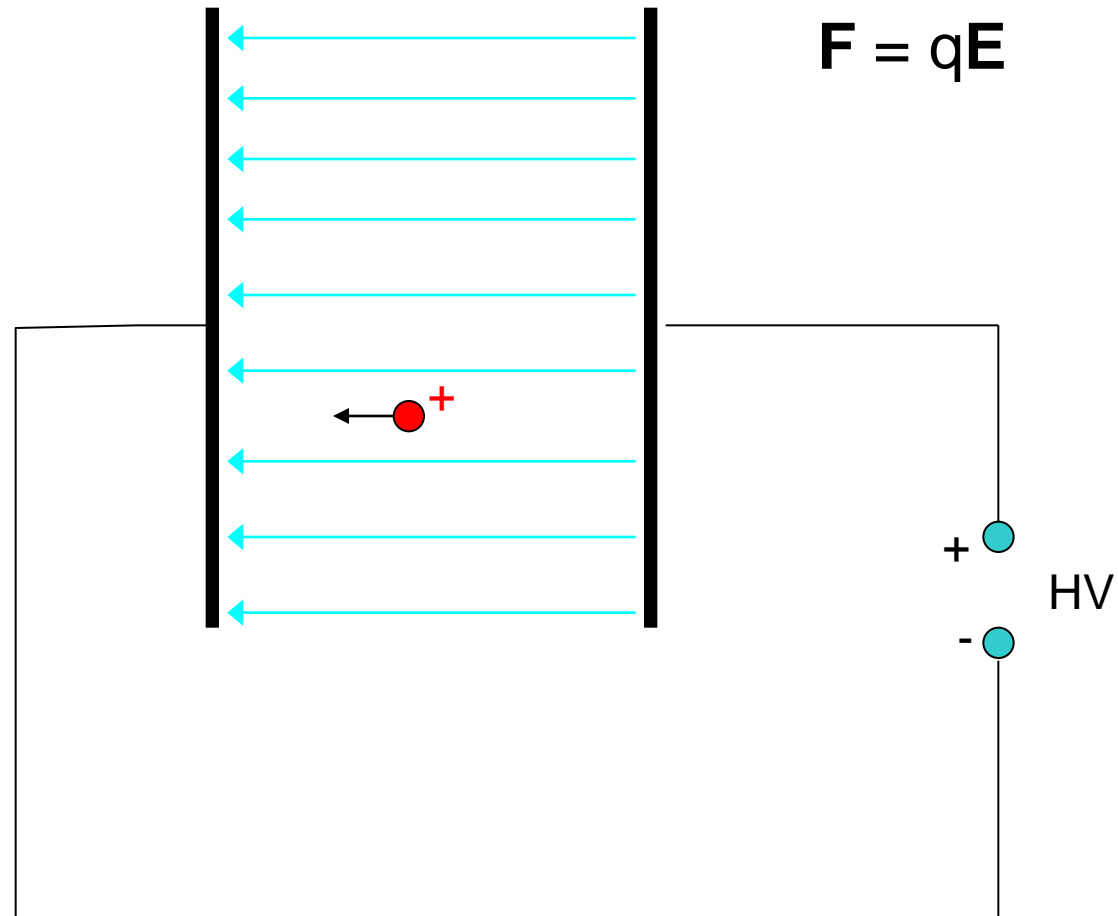 F = qE
+
+
HV
-